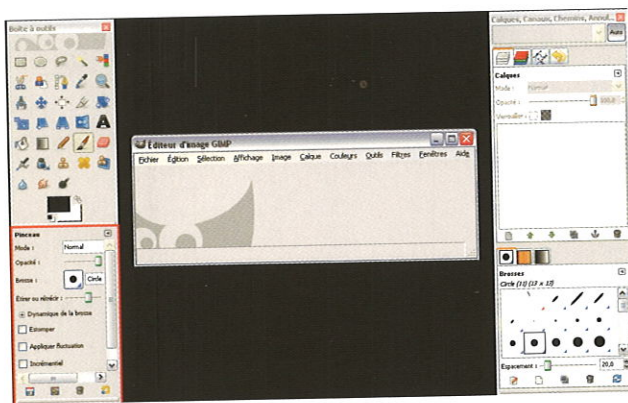 Boîte à outils
Pinceau
Mode :
Normal
Opacité :
Brosse :
Circle
Étirer ou rétrécir :
Dynamique de la brosse
Estomper
Appliquer fluctuation
Incrémentiel
Éditeur d'image GIMP
Fichier Édition Sélection Affichage Image Calque Couleurs Outils Filtres Fenêtres Aide
Calques, Canaux, Chemins, Annul...
Auto
Calques
Mode : Normal
Opacité : 100,0
Verrouiller :
Brosses
Circle (11) (13 x 13)
Espacement : 20,0